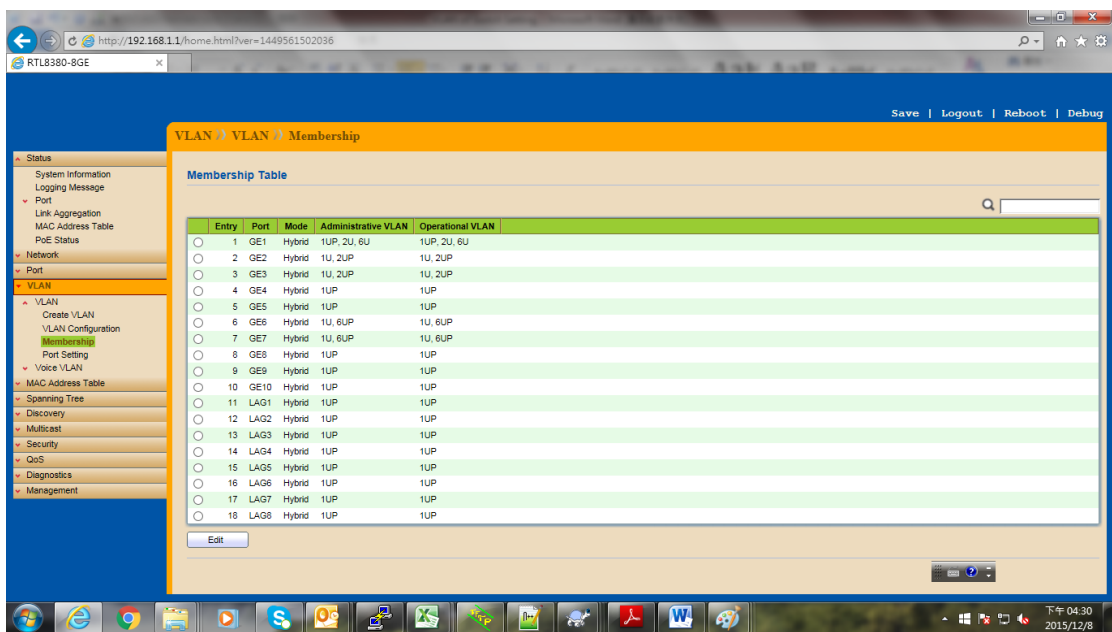 http://192.168.1.1/home.html?ver=1449561502036
RTL8380-8GE
Save | Logout | Reboot | Debug
VLAN » VLAN » Membership
Status
System Information
Logging Message
Port
Link Aggregation
MAC Address Table
PoE Status
Network
Port
VLAN
VLAN
Create VLAN
VLAN Configuration
Membership
Port Setting
Voice VLAN
MAC Address Table
Spanning Tree
Discovery
Multicast
Security
QoS
Diagnostics
Management
Membership Table
Entry Port Mode Administrative VLAN Operational VLAN
1 GE1 Hybrid 1UP, 2U, 6U 1UP, 2U, 6U
2 GE2 Hybrid 1U, 2UP 1U, 2UP
3 GE3 Hybrid 1U, 2UP 1U, 2UP
4 GE4 Hybrid 1UP 1UP
5 GE5 Hybrid 1UP 1UP
6 GE6 Hybrid 1U, 6UP 1U, 6UP
7 GE7 Hybrid 1U, 6UP 1U, 6UP
8 GE8 Hybrid 1UP 1UP
9 GE9 Hybrid 1UP 1UP
10 GE10 Hybrid 1UP 1UP
11 LAG1 Hybrid 1UP 1UP
12 LAG2 Hybrid 1UP 1UP
13 LAG3 Hybrid 1UP 1UP
14 LAG4 Hybrid 1UP 1UP
15 LAG5 Hybrid 1UP 1UP
16 LAG6 Hybrid 1UP 1UP
17 LAG7 Hybrid 1UP 1UP
18 LAG8 Hybrid 1UP 1UP
Edit
下午 04:30
2015/12/8